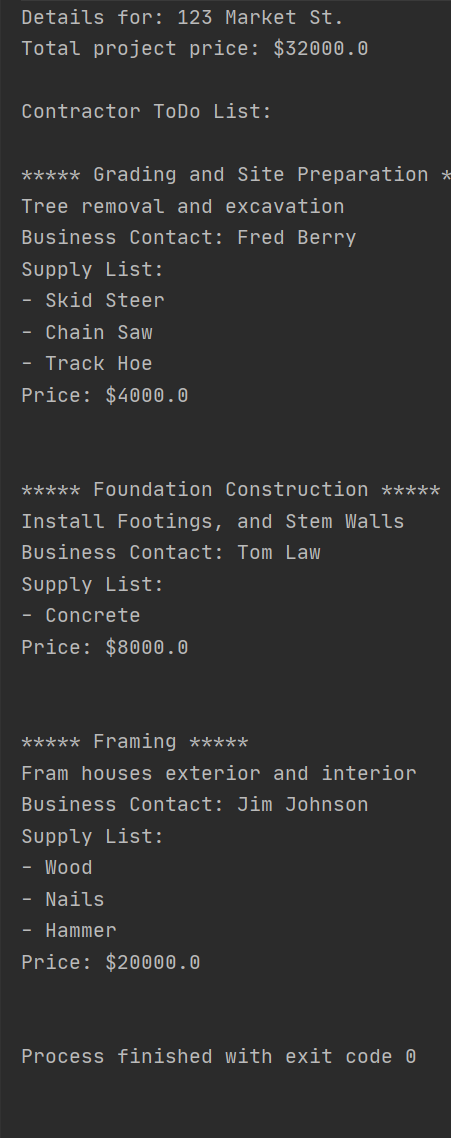 Details for: 123 Market St.
Total project price: $32000.0
Contractor ToDo List:
***** Grading and Site Preparation *
Tree removal and excavation
Business Contact: Fred Berry
Supply List:
- Skid Steer
- Chain Saw
- Track Hoe
Price: $4000.0
***** Foundation Construction *****
Install Footings, and Stem Walls
Business Contact: Tom Law
Supply List:
- Concrete
Price: $8000.0
***** Framing *****
Fram houses exterior and interior
Business Contact: Jim Johnson
Supply List:
- Wood
- Nails
- Hammer
Price: $20000.0
Process finished with exit code 0